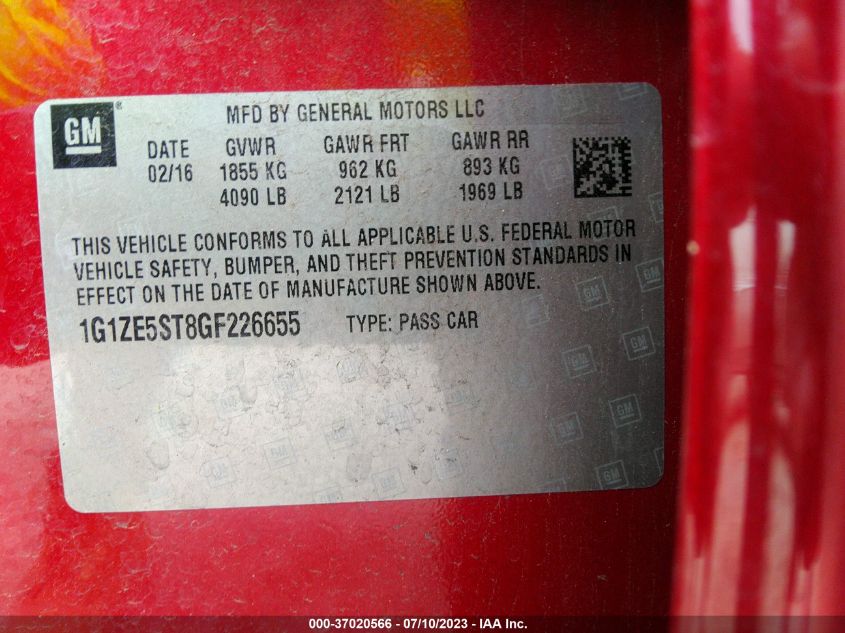 GM
MFD BY GENERAL MOTORS LLC
DATE GVWR GAWR FRT GAWR RR
02/16 1855 KG 962 KG 893 KG
4090 LB 2121 LB 1969 LB
THIS VEHICLE CONFORMS TO ALL APPLICABLE U.S. FEDERAL MOTOR
VEHICLE SAFETY, BUMPER, AND THEFT PREVENTION STANDARDS IN
EFFECT ON THE DATE OF MANUFACTURE SHOWN ABOVE.
1G1ZE5ST8GF226655 TYPE: PASS CAR
000-37020566 - 07/10/2023 - IAA Inc.